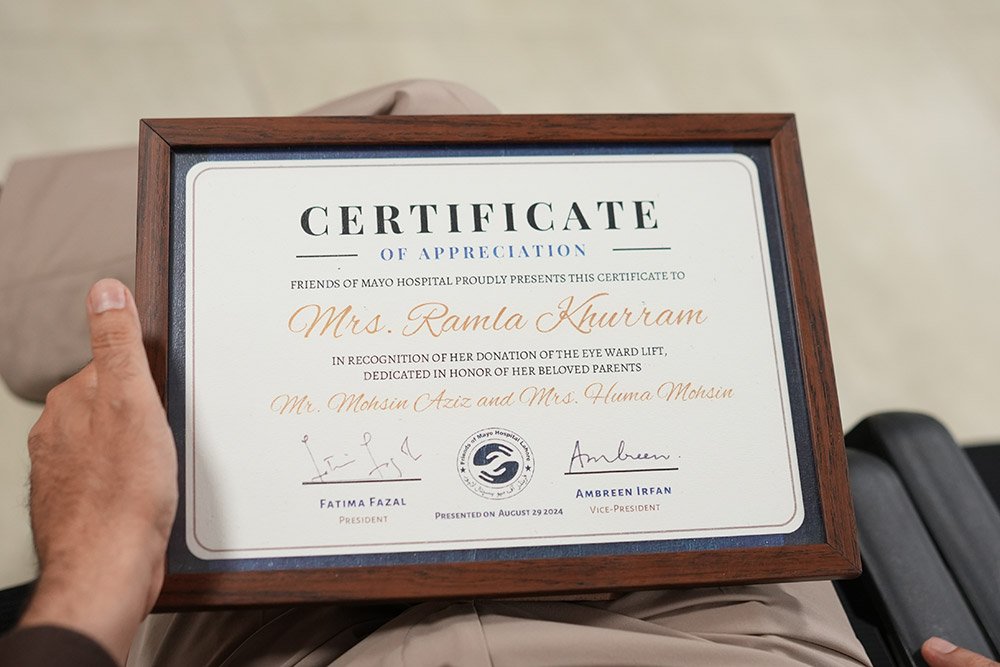 CERTIFICATE
OF APPRECIATION
FRIENDS OF MAYO HOSPITAL PROUDLY PRESENTS THIS CERTIFICATE TO
Mrs. Ramla Khurram
IN RECOGNITION OF HER DONATION OF THE EYE WARD LIFT,
DEDICATED IN HONOR OF HER BELOVED PARENTS
Mr. Mohsin Aziz and Mrs. Huma Mohsin
Ambreen.
Friends of Mayo Hospital Lahore
FATIMA FAZAL
PRESIDENT
AMBREEN IRFAN
VICE-PRESIDENT
PRESENTED ON AUGUST 29 2024